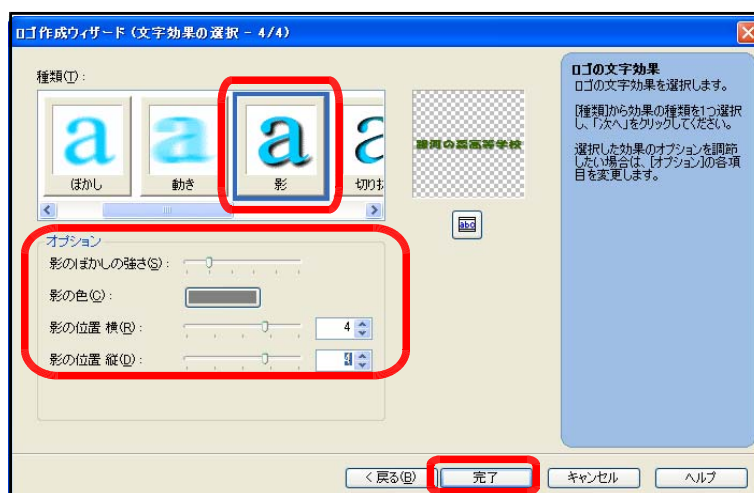 ロゴ作成ウィザード (文字効果の選択 - 4/4)
種類(T):
a a a
ぼかし 動き 影
オプション
影のぼかしの強さ(S):
影の色(C):
影の位置 横(R): 4
影の位置 縦(D): 4
abc
ロゴの文字効果
ロゴの文字効果を選択します。
[種類]から効果の種類を1つ選択
し、「次へ」をクリックしてください。
選択した効果のオプションを調節
したい場合は、[オプション]の各項
目を変更します。
< 戻る(B) 完了 キャンセル ヘルプ